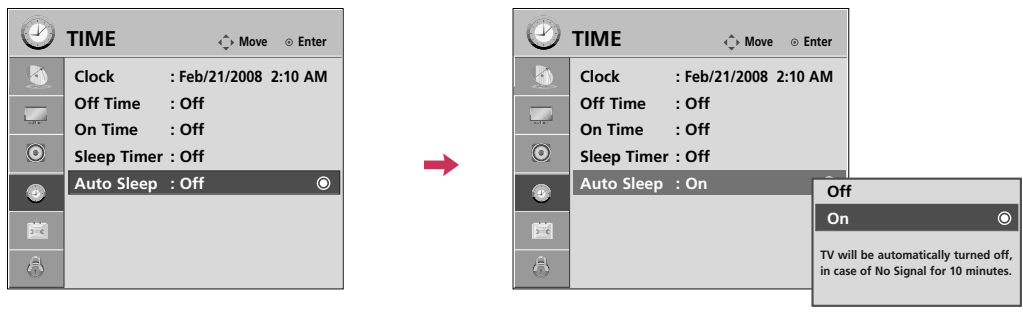 TIME
Move Enter
Clock : Feb/21/2008 2:10 AM
Off Time : Off
On Time : Off
Sleep Timer : Off
Auto Sleep : Off
TIME
Move Enter
Clock : Feb/21/2008 2:10 AM
Off Time : Off
On Time : Off
Sleep Timer : Off
Auto Sleep : On
Off
On
TV will be automatically turned off,
in case of No Signal for 10 minutes.